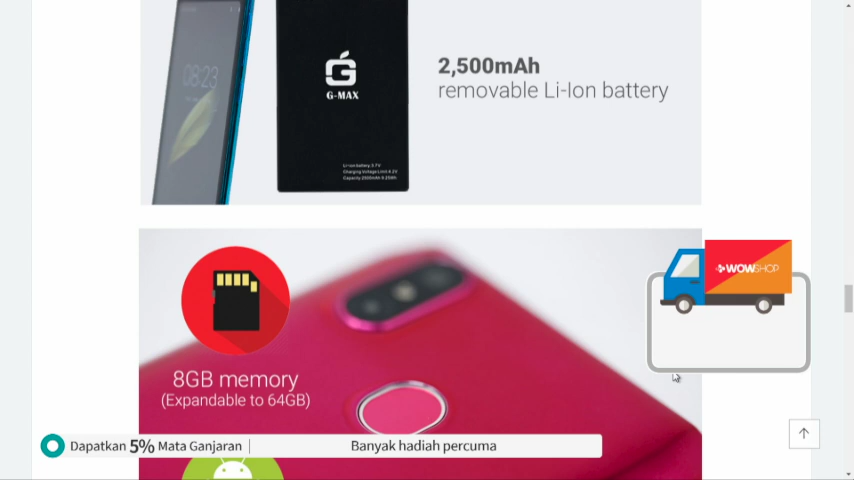 08:23
G-MAX
Li-ion battery, 3.7V
Charging Voltage Limit 4.2V
Capacity 2500mAh 9.25Wh
2,500mAh
removable Li-Ion battery
WOWSHOP
8GB memory
(Expandable to 64GB)
Dapatkan 5% Mata Ganjaran
Banyak hadiah percuma